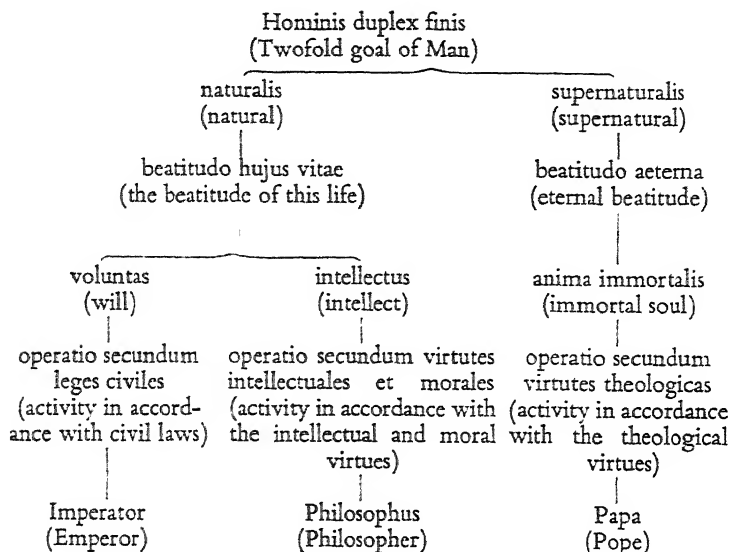 Hominis duplex finis
(Twofold goal of Man)
naturalis
(natural)
supernaturalis
(supernatural)
beatitudo hujus vitae
(the beatitude of this life)
beatitudo aeterna
(eternal beatitude)
voluntas
(will)
intellectus
(intellect)
anima immortalis
(immortal soul)
operatio secundum
leges civiles
(activity in accord-
ance with civil laws)
operatio secundum virtutes
intellectuales et morales
(activity in accordance with
the intellectual and moral
virtues)
operatio secundum
virtutes theologicas
(activity in accordance
with the theological
virtues)
Imperator
(Emperor)
Philosophus
(Philosopher)
Papa
(Pope)